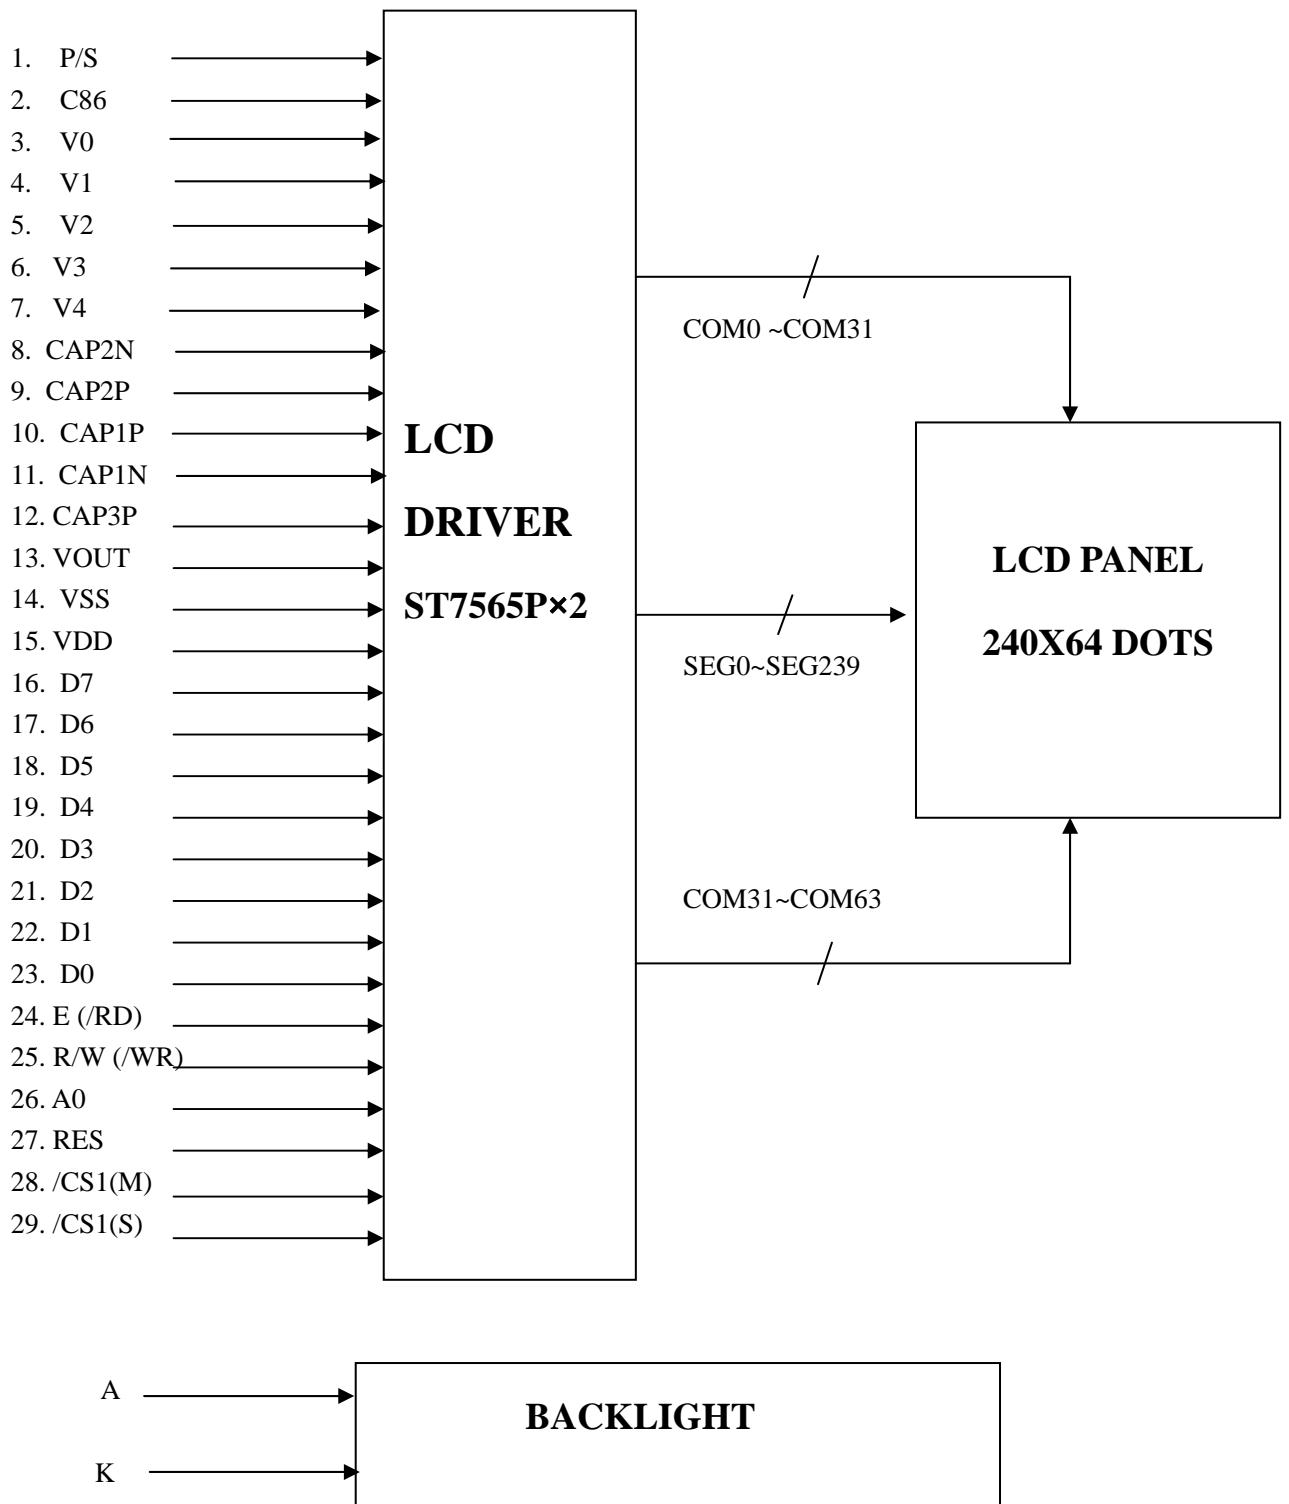 1. P/S
2. C86
3. V0
4. V1
5. V2
6. V3
7. V4
8. CAP2N
9. CAP2P
10. CAP1P
11. CAP1N
12. CAP3P
13. VOUT
14. VSS
15. VDD
16. D7
17. D6
18. D5
19. D4
20. D3
21. D2
22. D1
23. D0
24. E (/RD)
25. R/W (/WR)
26. A0
27. RES
28. /CS1(M)
29. /CS1(S)
LCD
DRIVER
ST7565P×2
COM0 ~COM31
SEG0~SEG239
COM31~COM63
LCD PANEL
240X64 DOTS
A
K
BACKLIGHT